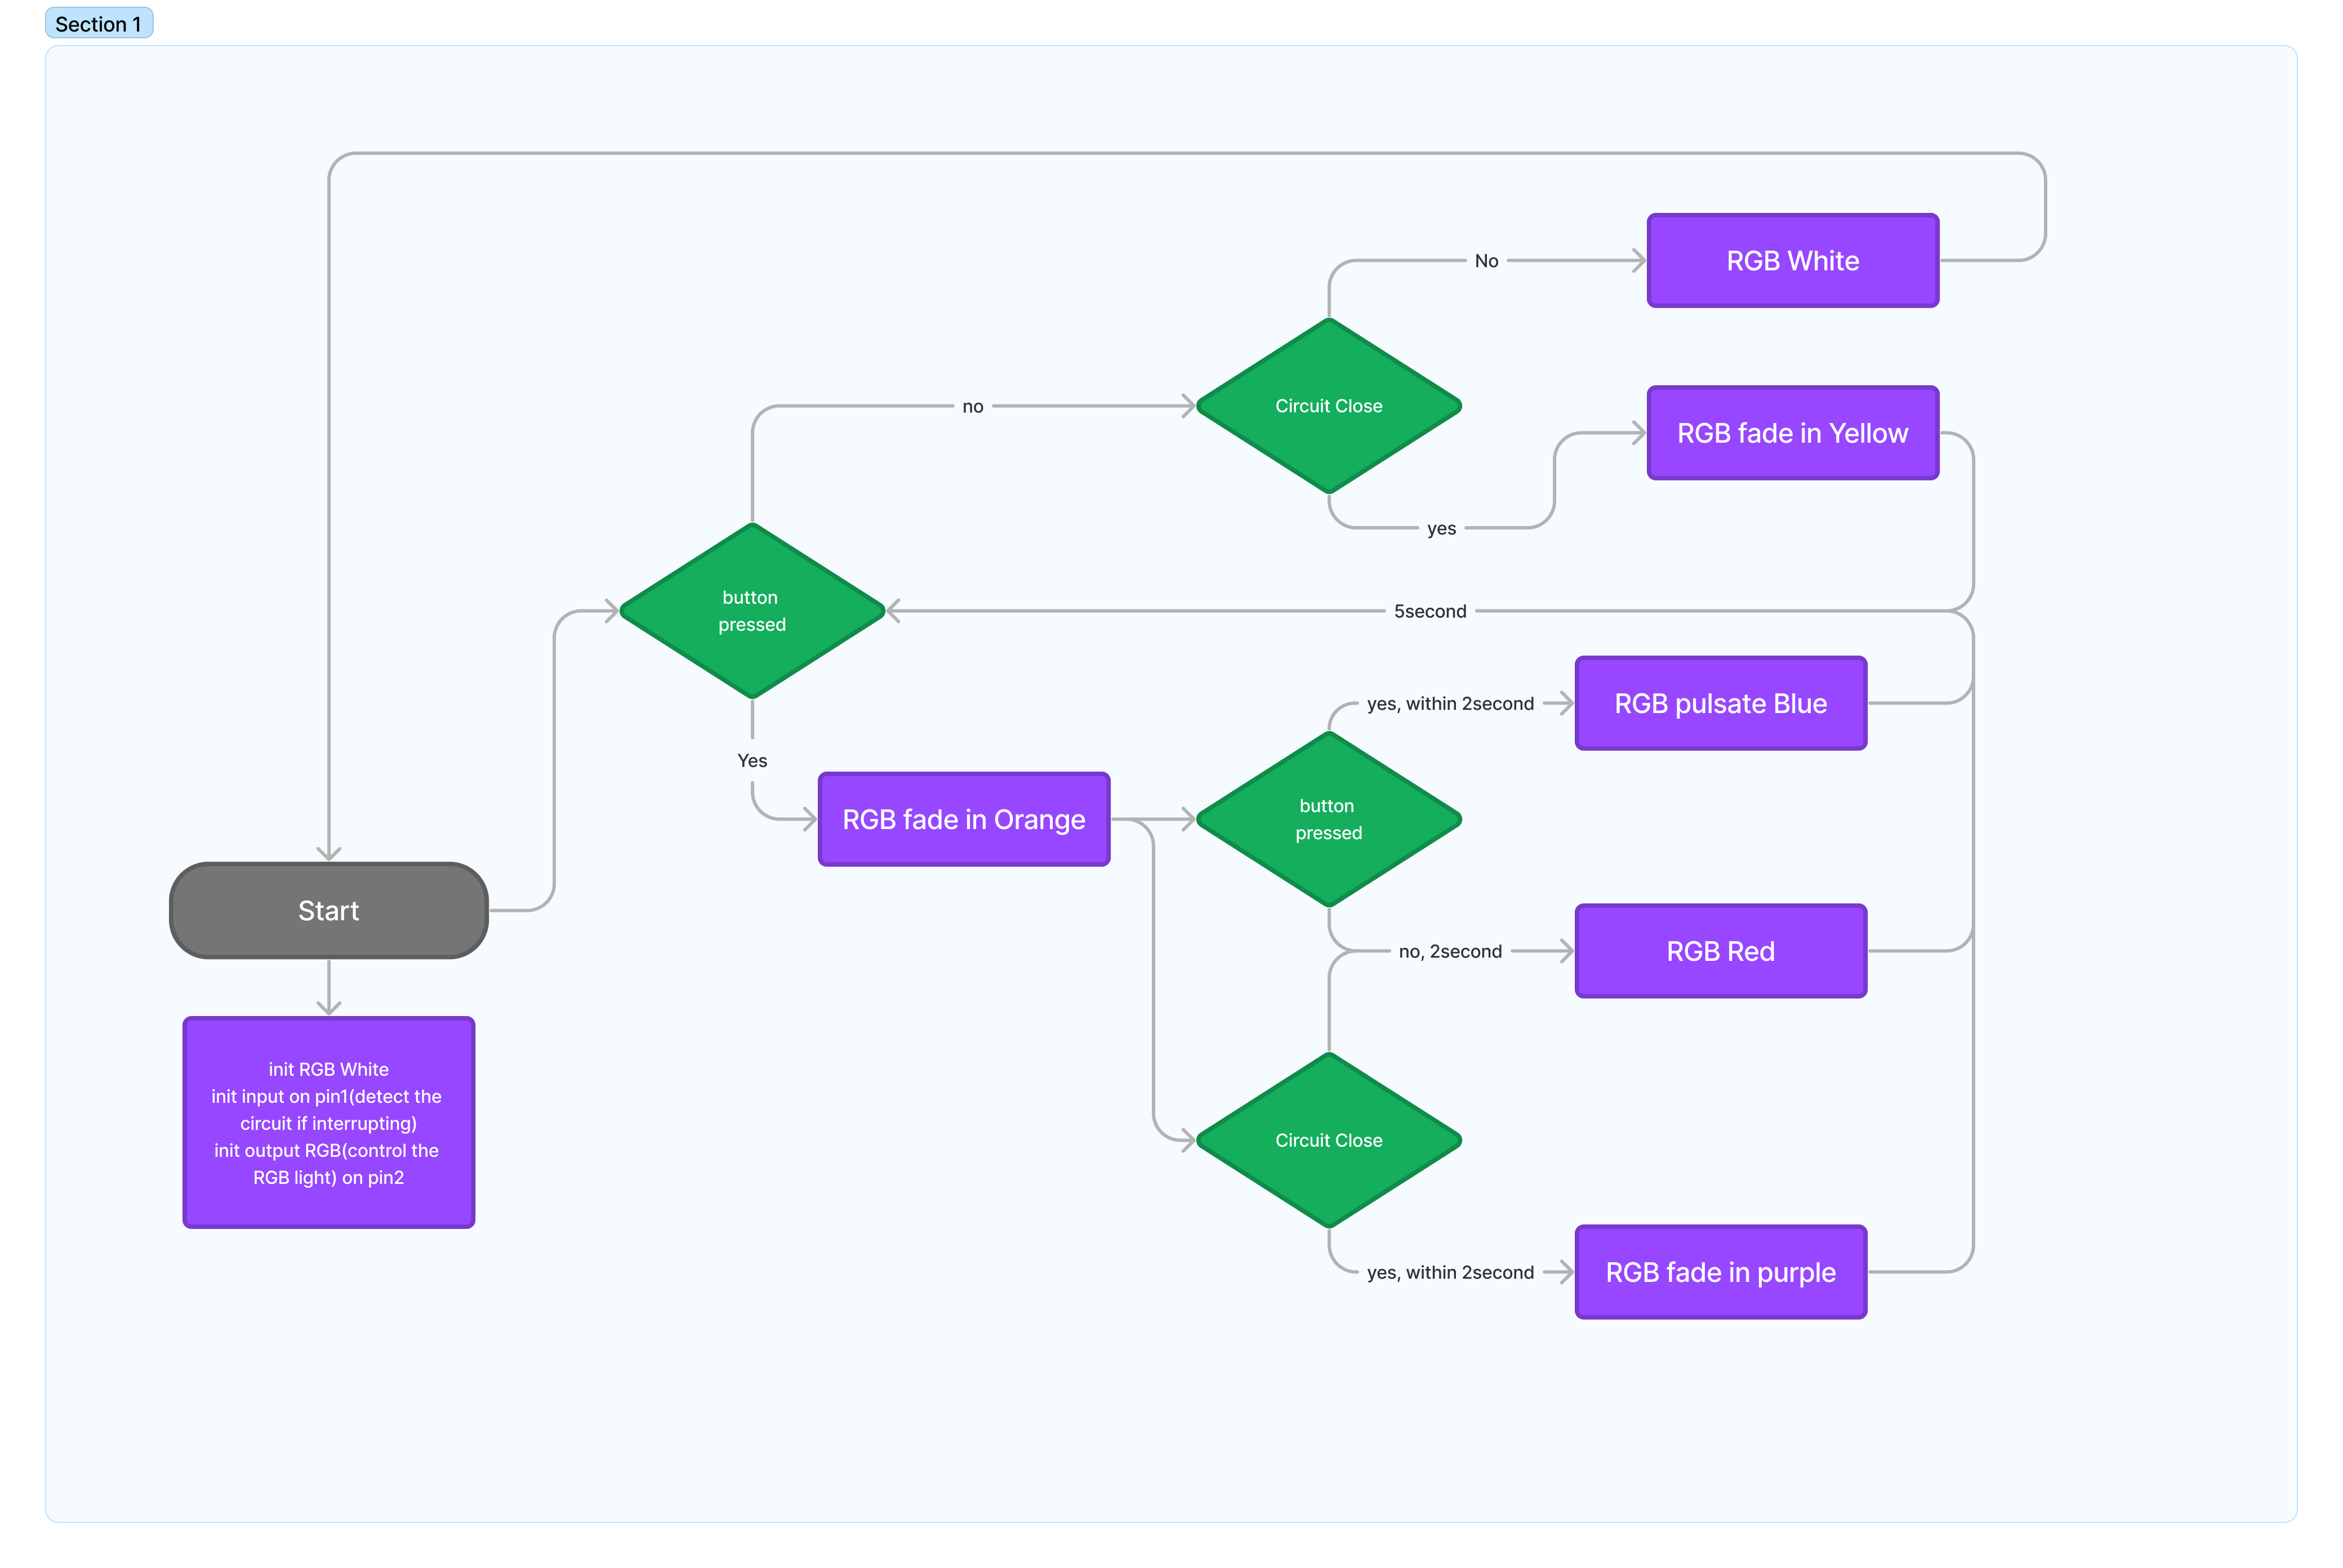 Section 1
No
RGB White
no
Circuit Close
RGB fade in Yellow
yes
button
pressed
5second
yes, within 2second
RGB pulsate Blue
Yes
RGB fade in Orange
button
pressed
Start
no, 2second
RGB Red
init RGB White
init input on pin1(detect the
circuit if interrupting)
init output RGB(control the
RGB light) on pin2
Circuit Close
yes, within 2second
RGB fade in purple